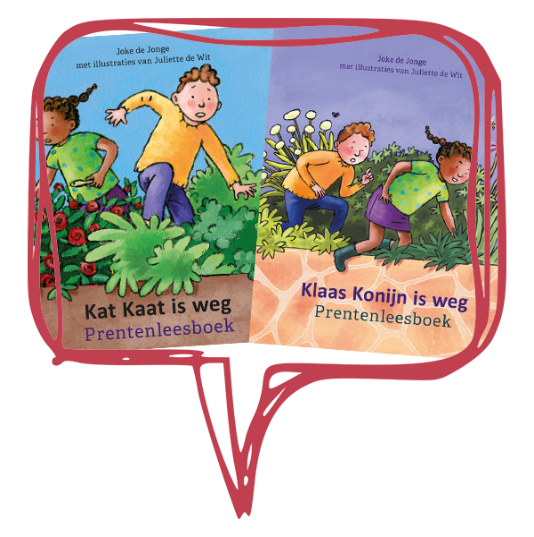 Joke de Jonge
met illustraties van Juliette de Wit
Kat Kaat is weg
Prentenleesboek
Joke de Jonge
met illustraties van Juliette de Wit
Klaas Konijn is weg
Prentenleesboek